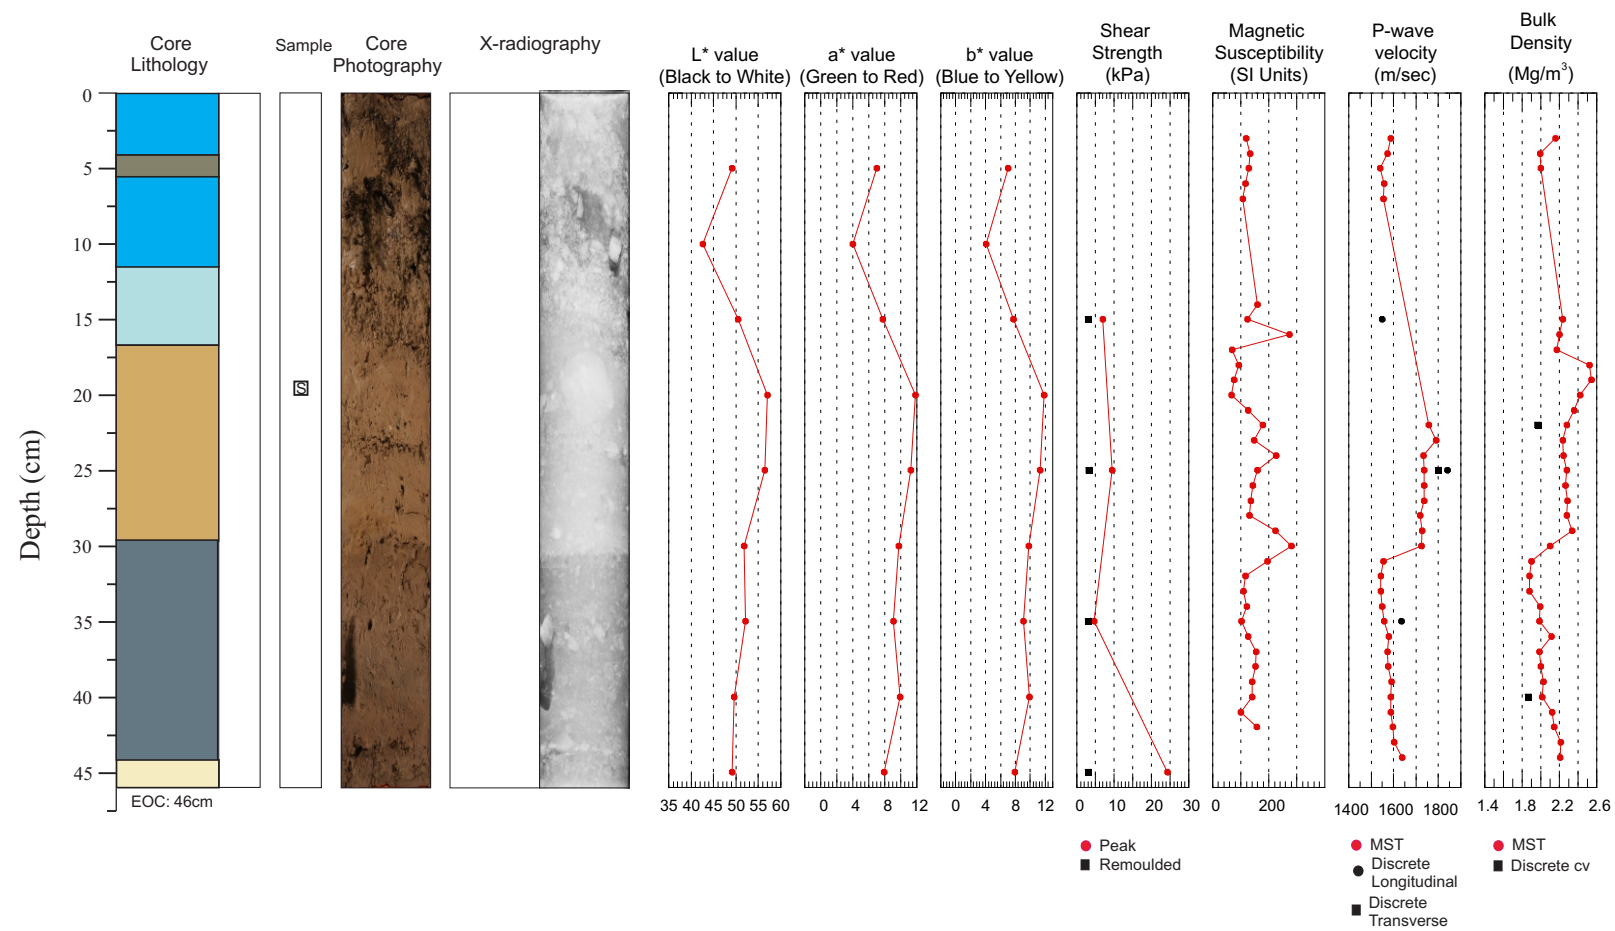 Core
Lithology
Sample
Core
Photography
X-radiography
L* value
(Black to White)
a* value
(Green to Red)
b* value
(Blue to Yellow)
Shear
Strength
(kPa)
Magnetic
Susceptibility
(SI Units)
P-wave
velocity
(m/sec)
Bulk
Density
(Mg/m³)
Depth (cm)
0
5
10
15
20
25
30
35
40
45
S
EOC: 46cm
35 40 45 50 55 60
0 4 8 12
0 4 8 12
0 10 20 30
0 200
1400 1600 1800
1.4 1.8 2.2 2.6
Peak
Remoulded
MST
Discrete
Longitudinal
Discrete
Transverse
MST
Discrete cv